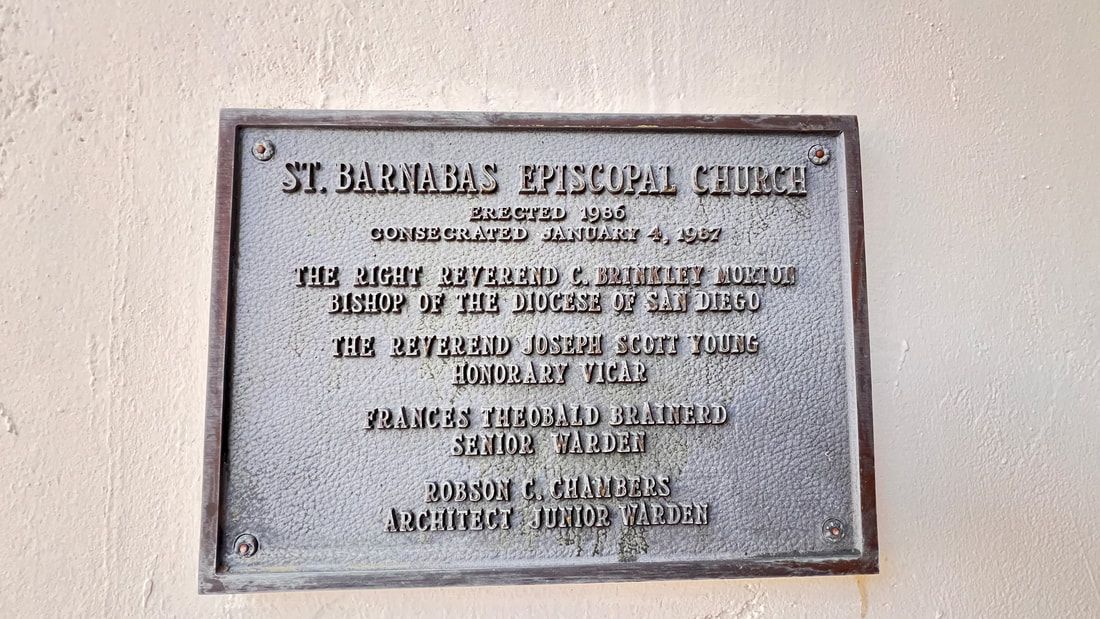 ST. BARNABAS EPISCOPAL CHURCH
ERECTED 1986
CONSECRATED JANUARY 4, 1987
THE RIGHT REVEREND C. BRINKLEY MORTON
BISHOP OF THE DIOCESE OF SAN DIEGO
THE REVEREND JOSEPH SCOTT YOUNG
HONORARY VICAR
FRANCES THEOBALD BRAINERD
SENIOR WARDEN
ROBSON C. CHAMBERS
ARCHITECT JUNIOR WARDEN